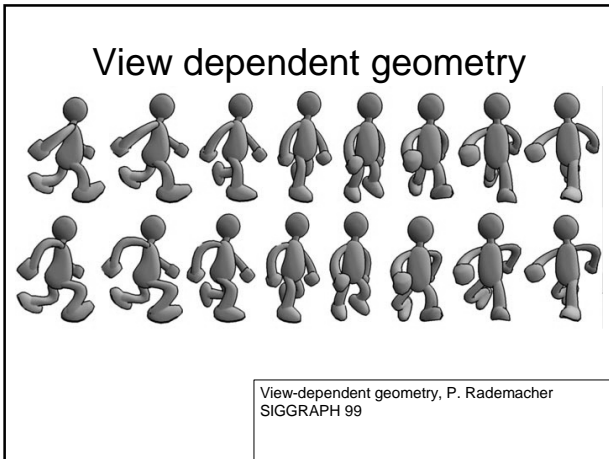 View dependent geometry
View-dependent geometry, P. Rademacher
SIGGRAPH 99